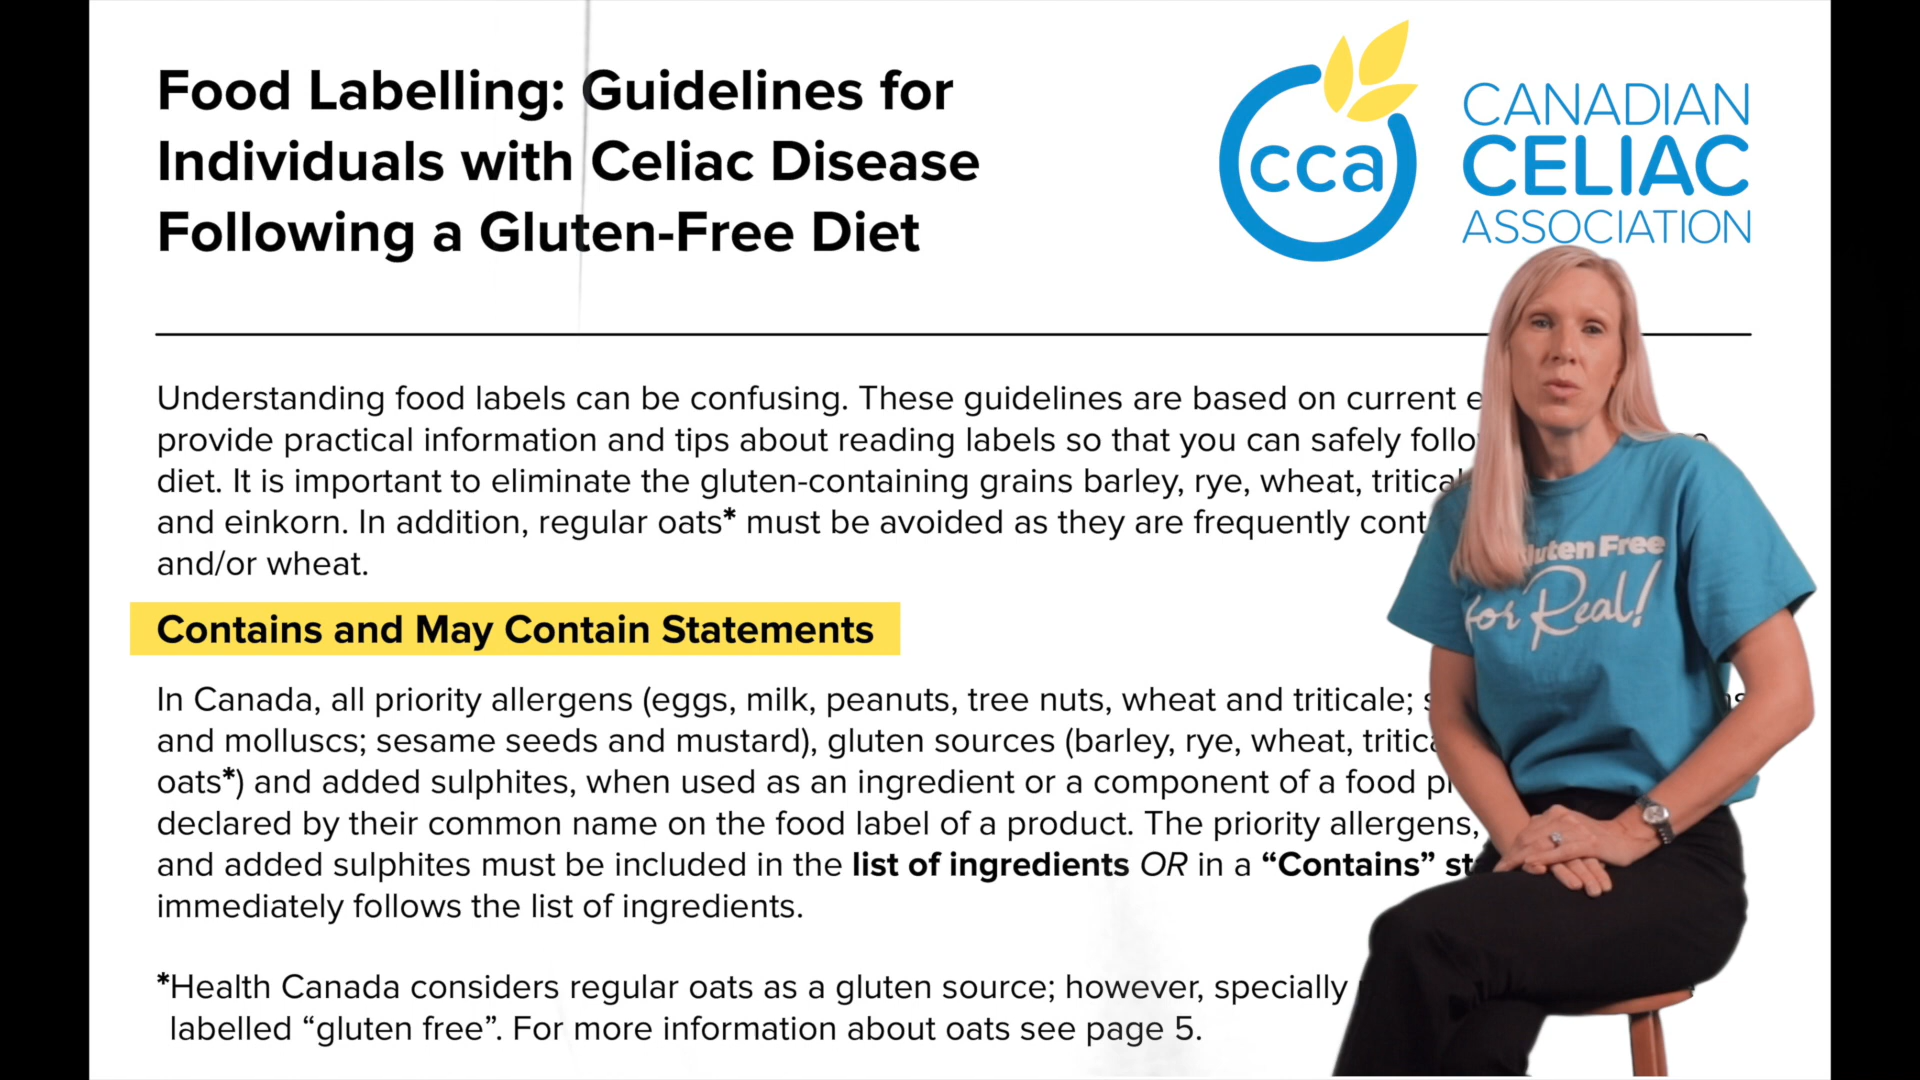 Food Labelling: Guidelines for
Individuals with Celiac Disease
Following a Gluten-Free Diet
cca
CANADIAN
CELIAC
ASSOCIATION
Understanding food labels can be confusing. These guidelines are based on current
provide practical information and tips about reading labels so that you can safely
diet. It is important to eliminate the gluten-containing grains barley, rye, wheat,
and einkorn. In addition, regular oats* must be avoided as they are frequently
and/or wheat.
Contains and May Contain Statements
In Canada, all priority allergens (eggs, milk, peanuts, tree nuts, wheat and triticale;
and molluscs; sesame seeds and mustard), gluten sources (barley, rye, wheat,
oats*) and added sulphites, when used as an ingredient or a component of a food
declared by their common name on the food label of a product. The priority allergens,
and added sulphites must be included in the list of ingredients OR in a “Contains”
immediately follows the list of ingredients.
*Health Canada considers regular oats as a gluten source; however, specially
labelled “gluten free”. For more information about oats see page 5.
Free
for Real!